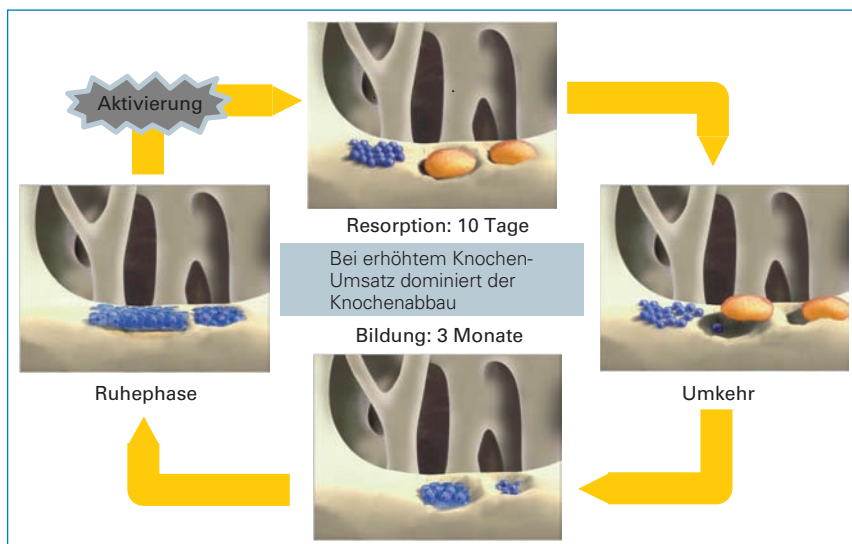 Aktivierung
Resorption: 10 Tage
Bei erhöhtem Knochen-
Umsatz dominiert der
Knochenabbau
Bildung: 3 Monate
Ruhephase
Umkehr